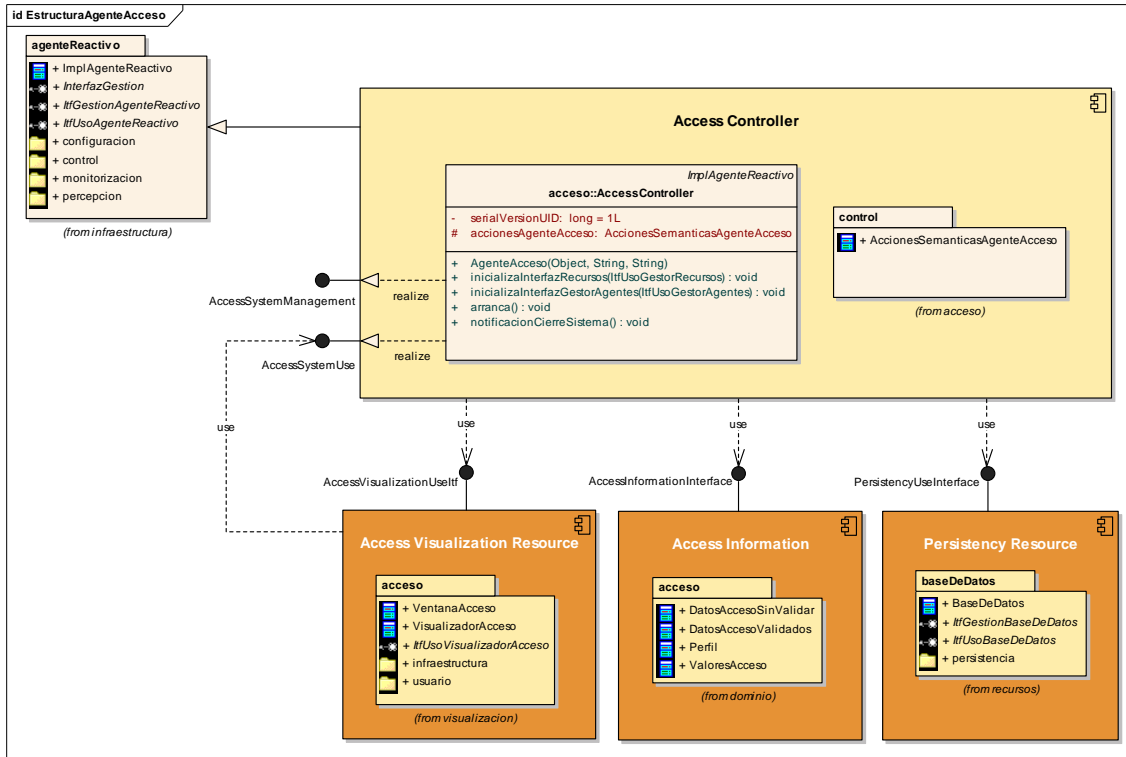 id EstructuraAgenteAcceso
agenteReactivo
+ ImplAgenteReactivo
+ InterfazGestion
+ ItfGestionAgenteReactivo
+ ItfUsoAgenteReactivo
+ configuracion
+ control
+ monitorizacion
+ percepcion
(from infraestructura)
Access Controller
ImplAgenteReactivo
acceso::AccessController
- serialVersionUID: long = 1L
# accionesAgenteAcceso: AccionesSemanticasAgenteAcceso
+ AgenteAcceso(Object, String, String)
+ inicializaInterfazRecursos(ItfUsoGestorRecursos) : void
+ inicializaInterfazGestorAgentes(ItfUsoGestorAgentes) : void
+ arranca() : void
+ notificacionCierreSistema() : void
control
+ AccionesSemanticasAgenteAcceso
(from acceso)
AccessSystemManagement
realize
AccessSystemUse
realize
use
use
use
use
AccessVisualizationUseItf
AccessInformationInterface
PersistencyUseInterface
Access Visualization Resource
acceso
+ VentanaAcceso
+ VisualizadorAcceso
+ ItfUsoVisualizadorAcceso
+ infraestructura
+ usuario
(from visualizacion)
Access Information
acceso
+ DatosAccesoSinValidar
+ DatosAccesoValidados
+ Perfil
+ ValoresAcceso
(from dominio)
Persistency Resource
baseDeDatos
+ BaseDeDatos
+ ItfGestionBaseDeDatos
+ ItfUsoBaseDeDatos
+ persistencia
(from recursos)